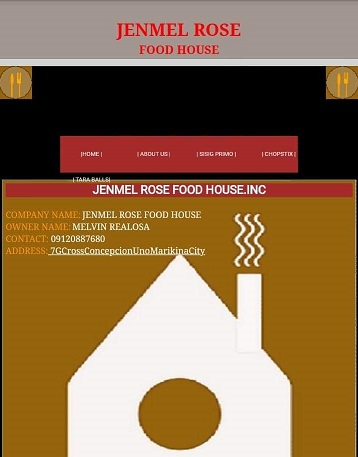 JENMEL ROSE
FOOD HOUSE
|HOME | | ABOUT US | | SISIG PRIMO | | CHOPSTIX |
| TARA BALLS|
JENMEL ROSE FOOD HOUSE.INC
COMPANY NAME: JENMEL ROSE FOOD HOUSE
OWNER NAME: MELVIN REALOSA
CONTACT: 09120887680
ADDRESS: 7GCrossConcepcionUnoMarikinaCity